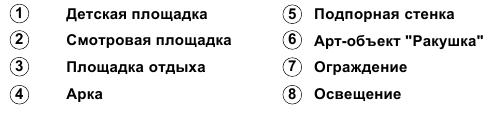 1 Детская площадка
2 Смотровая площадка
3 Площадка отдыха
4 Арка
5 Подпорная стенка
6 Арт-объект "Ракушка"
7 Ограждение
8 Освещение